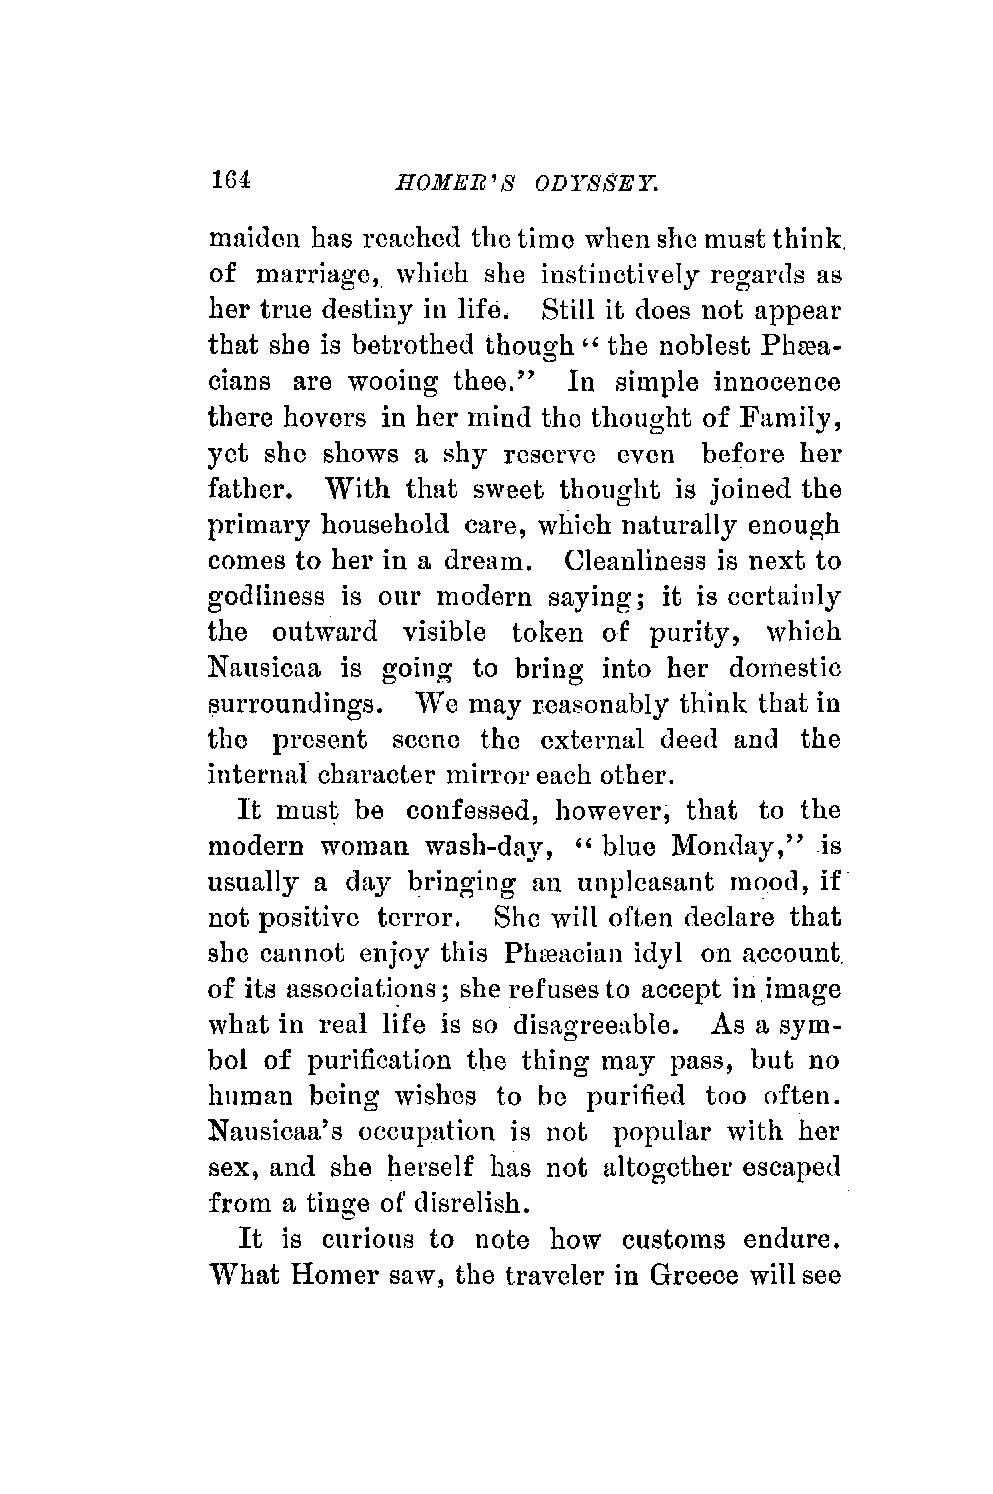 164 HOMER'S ODYSSEY.
maiden has reached the time when she must think
of marriage, which she instinctively regards as
her true destiny in life. Still it does not appear
that she is betrothed though “ the noblest Phæa-
cians are wooing thee.” In simple innocence
there hovers in her mind the thought of Family,
yet she shows a shy reserve even before her
father. With that sweet thought is joined the
primary household care, which naturally enough
comes to her in a dream. Cleanliness is next to
godliness is our modern saying; it is certainly
the outward visible token of purity, which
Nausicaa is going to bring into her domestic
surroundings. We may reasonably think that in
the present scene the external deed and the
internal character mirror each other.
It must be confessed, however, that to the
modern woman wash-day, “ blue Monday,” is
usually a day bringing an unpleasant mood, if
not positive terror. She will often declare that
she cannot enjoy this Phæacian idyl on account
of its associations; she refuses to accept in image
what in real life is so disagreeable. As a sym-
bol of purification the thing may pass, but no
human being wishes to be purified too often.
Nausicaa's occupation is not popular with her
sex, and she herself has not altogether escaped
from a tinge of disrelish.
It is curious to note how customs endure.
What Homer saw, the traveler in Greece will see